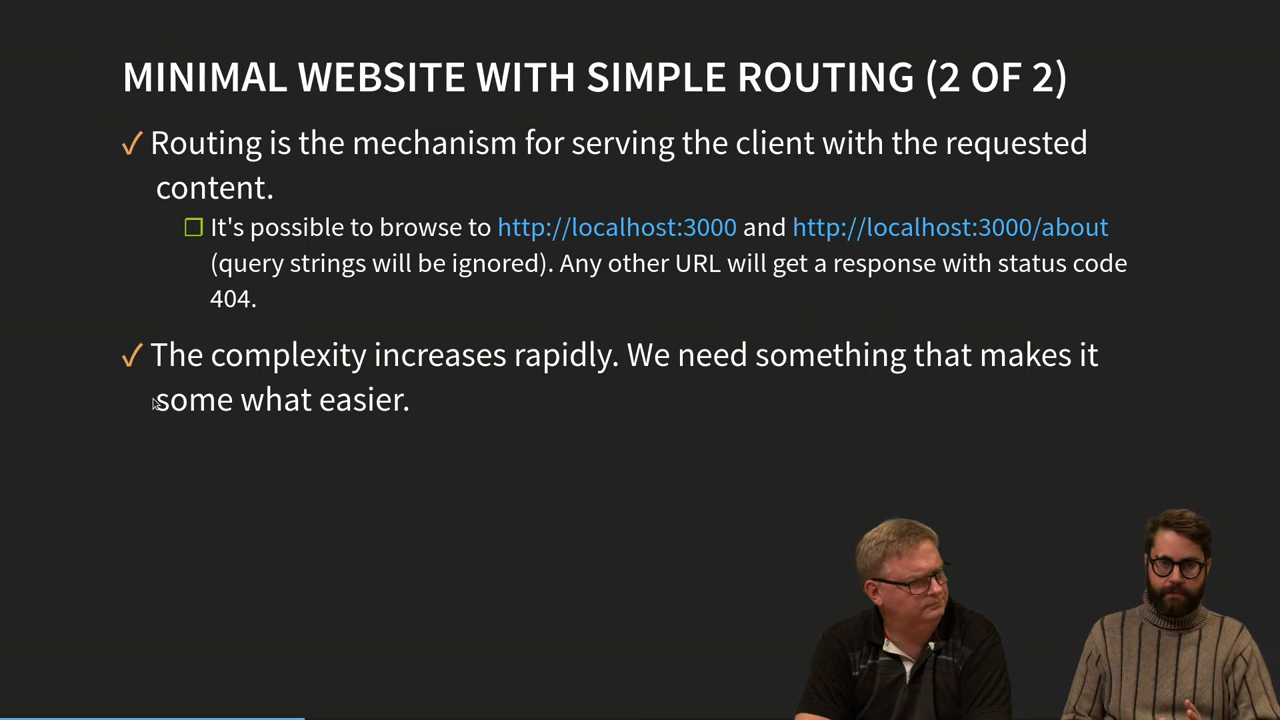 MINIMAL WEBSITE WITH SIMPLE ROUTING (2 OF 2)
✓ Routing is the mechanism for serving the client with the requested
content.
❒ It's possible to browse to http://localhost:3000 and http://localhost:3000/about
(query strings will be ignored). Any other URL will get a response with status code
404.
✓ The complexity increases rapidly. We need something that makes it
some what easier.